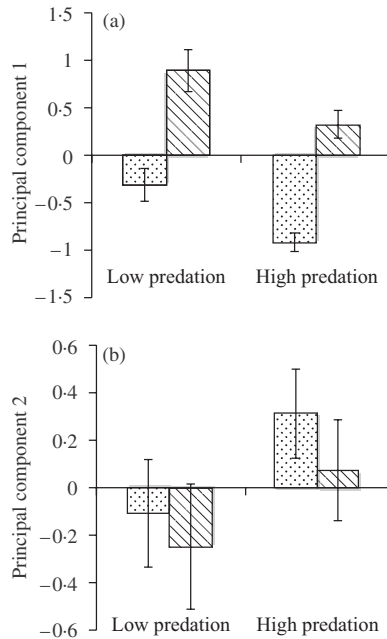 (a)
Principal component 1
1·5
1
0·5
0
−0·5
−1
−1·5
Low predation
High predation
(b)
Principal component 2
0·6
0·4
0·2
0
−0·2
−0·4
−0·6
Low predation
High predation